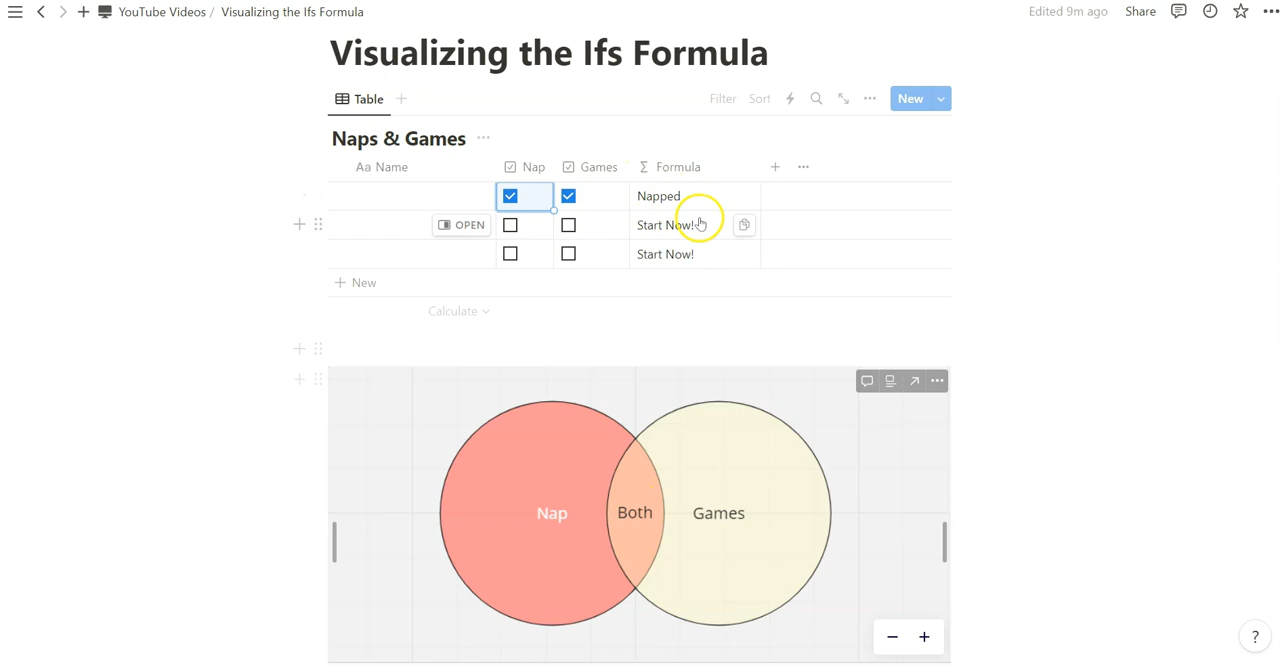 YouTube Videos / Visualizing the Ifs Formula
Edited 9m ago Share
Visualizing the Ifs Formula
Table
Filter Sort New
Naps & Games
Aa Name Nap Games Σ Formula
Napped
OPEN Start Now!
Start Now!
+ New
Calculate
Nap Both Games
?